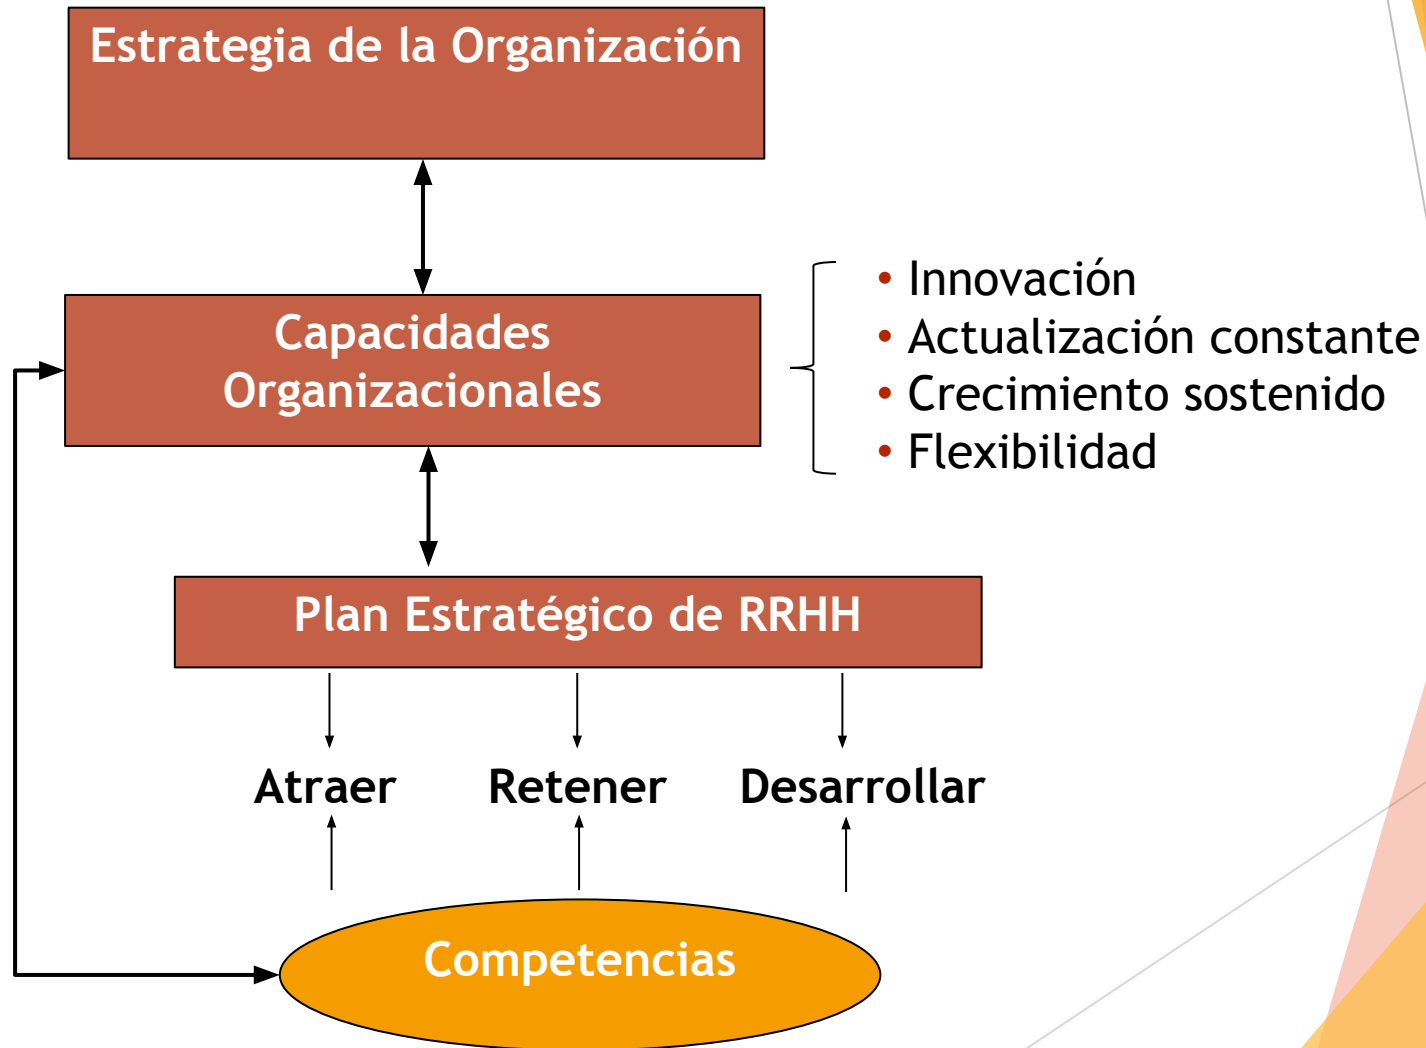 Estrategia de la Organización
Capacidades
Organizacionales
• Innovación
• Actualización constante
• Crecimiento sostenido
• Flexibilidad
Plan Estratégico de RRHH
Atraer Retener Desarrollar
Competencias